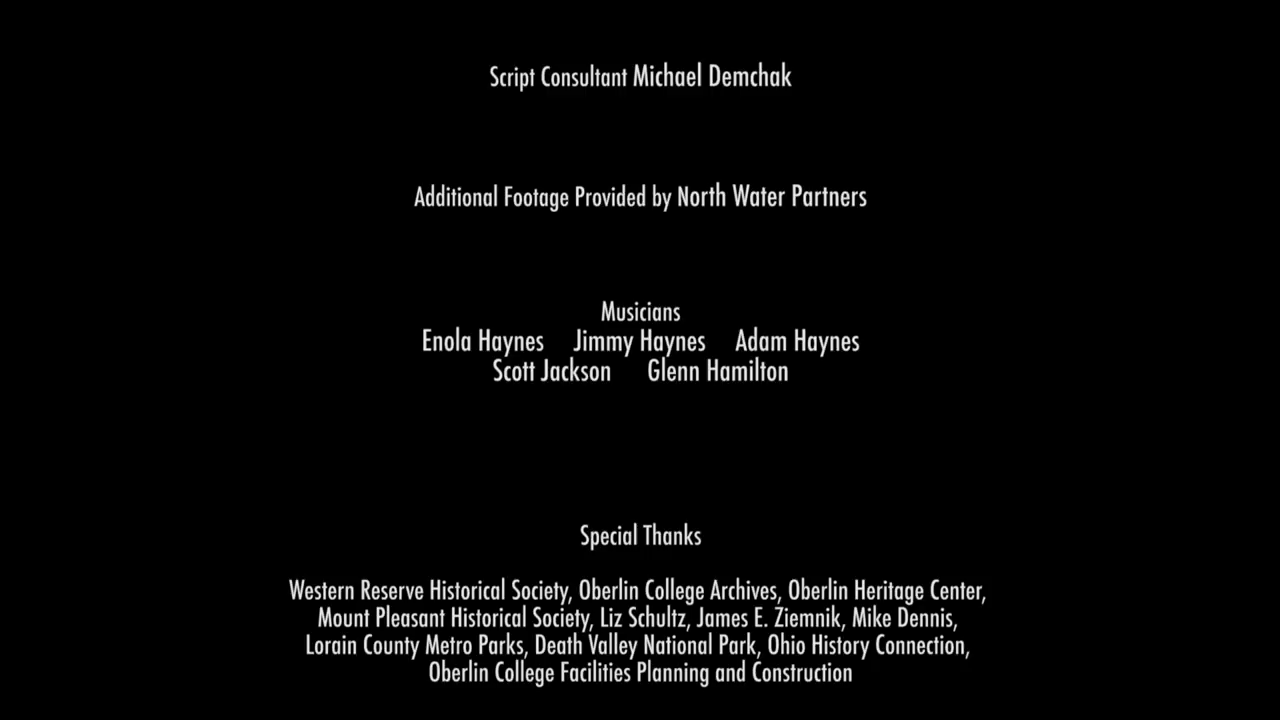 Script Consultant Michael Demchak
Additional Footage Provided by North Water Partners
Musicians
Enola Haynes Jimmy Haynes Adam Haynes
Scott Jackson Glenn Hamilton
Special Thanks
Western Reserve Historical Society, Oberlin College Archives, Oberlin Heritage Center,
Mount Pleasant Historical Society, Liz Schultz, James E. Ziemnik, Mike Dennis,
Lorain County Metro Parks, Death Valley National Park, Ohio History Connection,
Oberlin College Facilities Planning and Construction